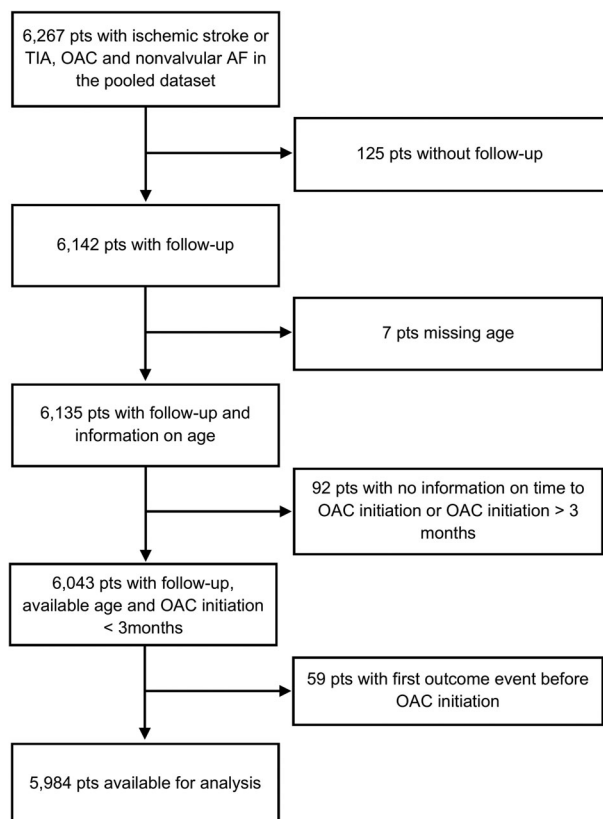 6,267 pts with ischemic stroke or
TIA, OAC and nonvalvular AF in
the pooled dataset
125 pts without follow-up
6,142 pts with follow-up
7 pts missing age
6,135 pts with follow-up and
information on age
92 pts with no information on time to
OAC initiation or OAC initiation > 3
months
6,043 pts with follow-up,
available age and OAC initiation
< 3months
59 pts with first outcome event before
OAC initiation
5,984 pts available for analysis